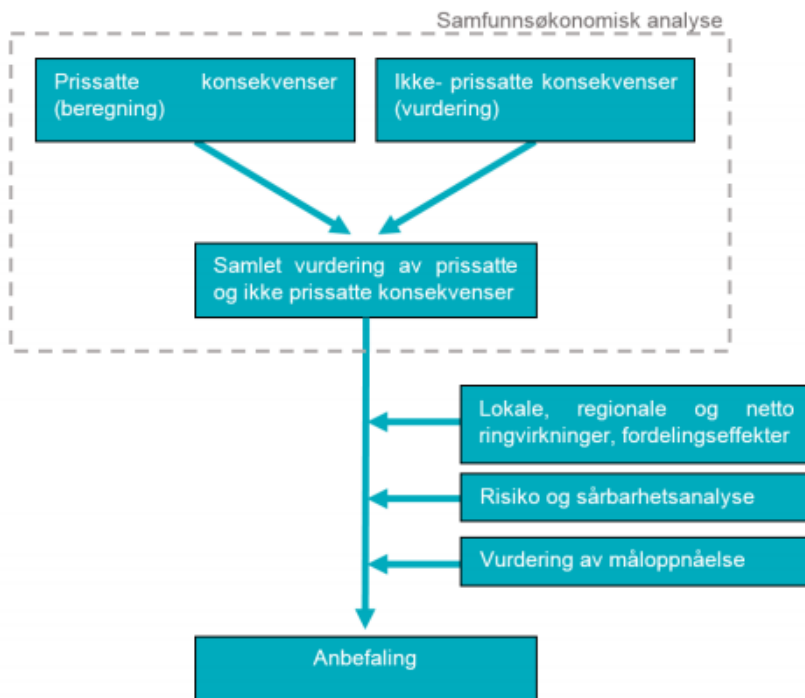 Samfunnsøkonomisk analyse
Prissatte konsekvenser
(beregning)
Ikke- prissatte konsekvenser
(vurdering)
Samlet vurdering av prissatte
og ikke prissatte konsekvenser
Lokale, regionale og netto
ringvirkninger, fordelingseffekter
Risiko og sårbarhetsanalyse
Vurdering av måloppnåelse
Anbefaling